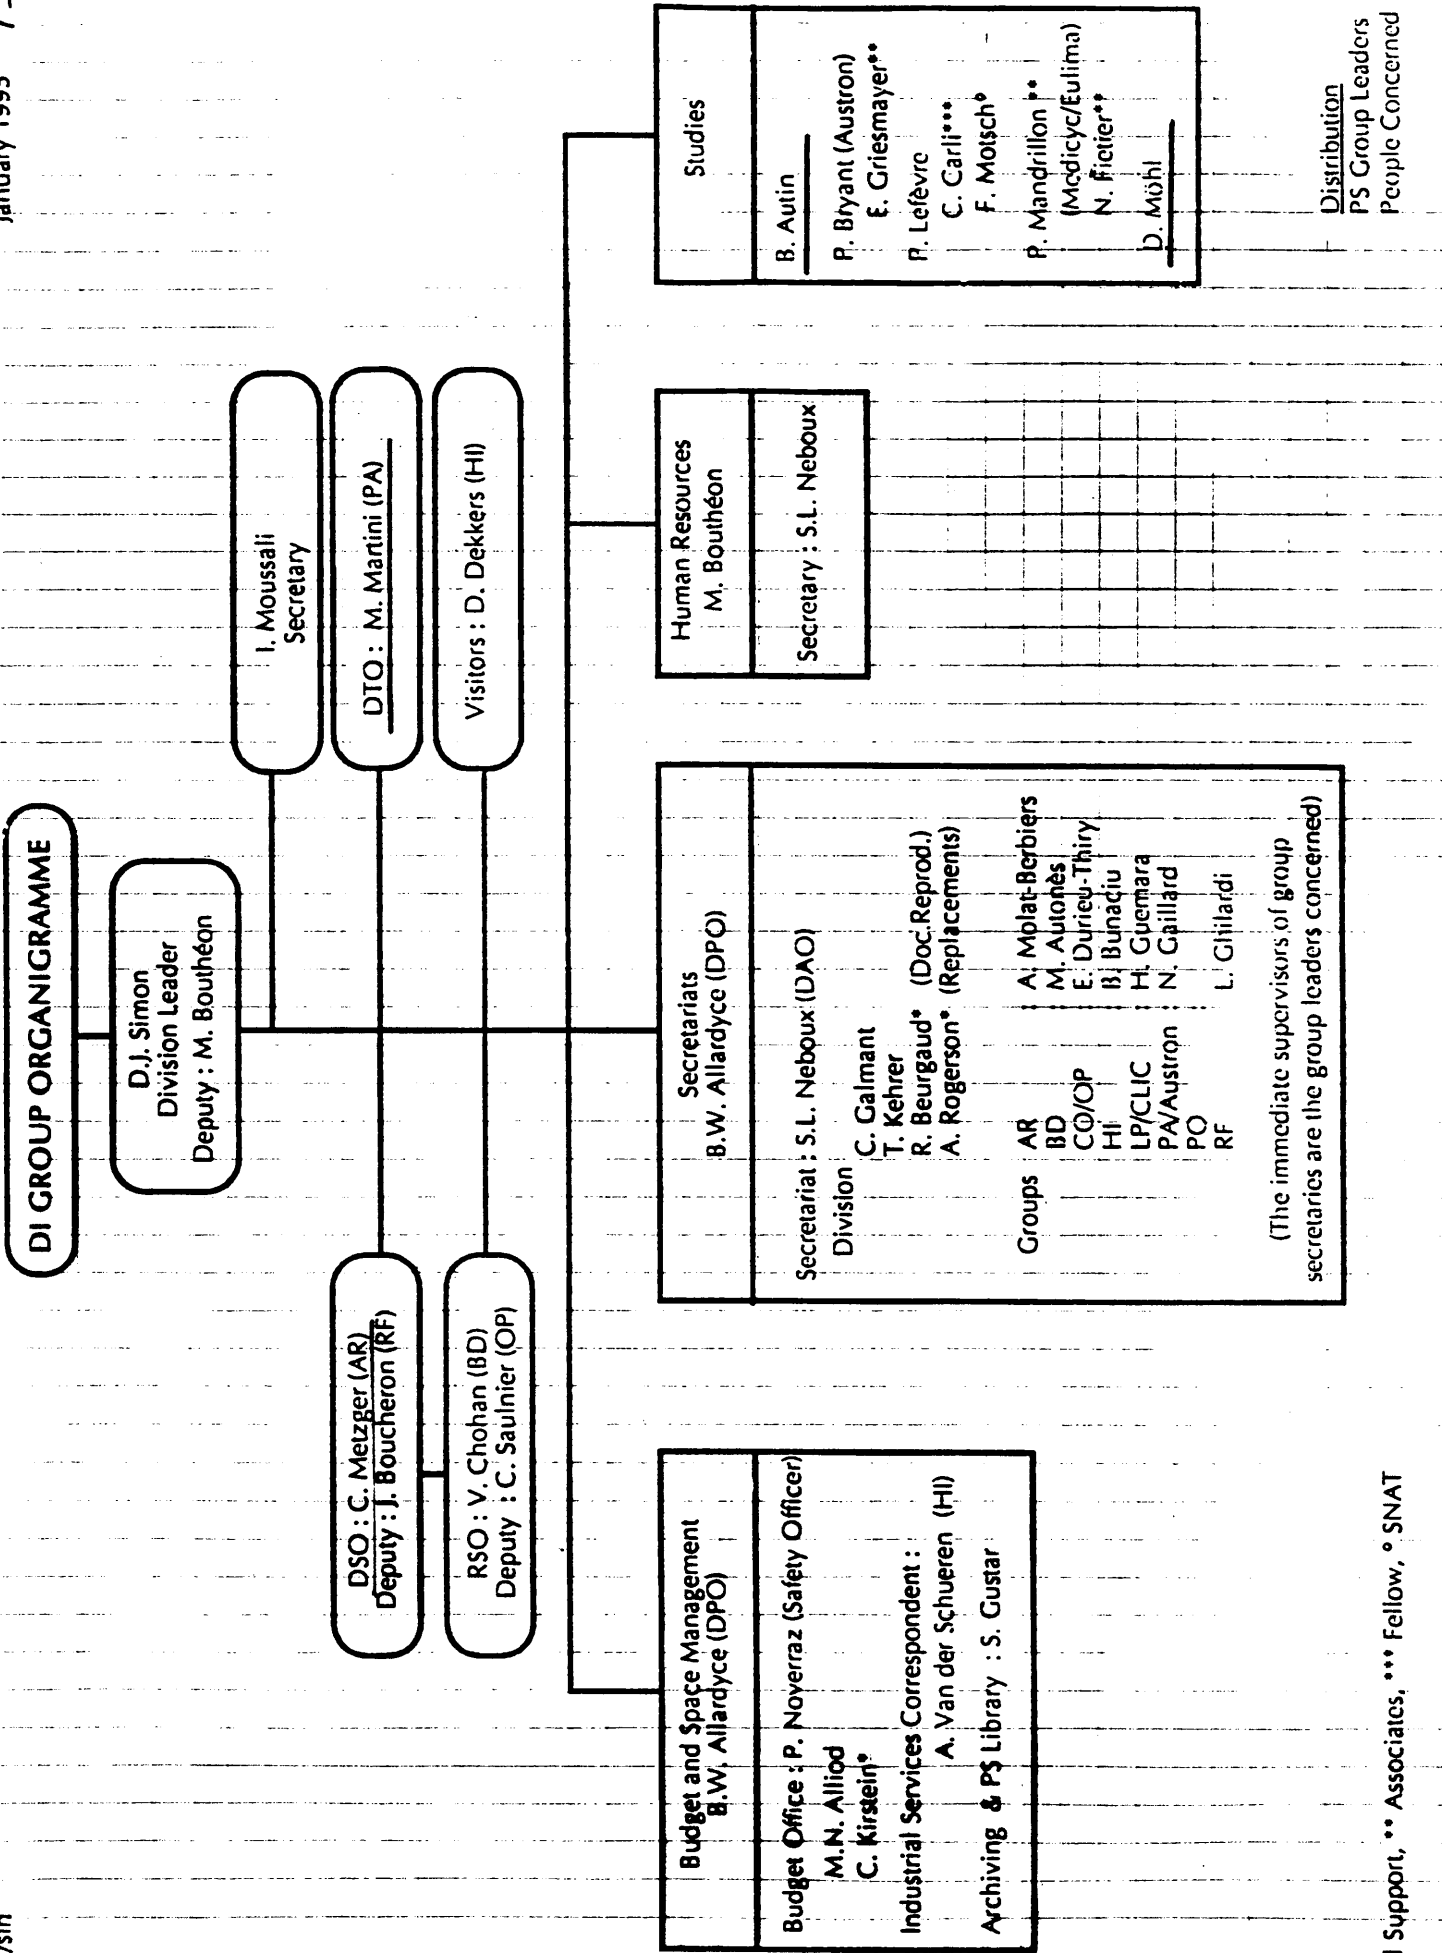 /sm
January 1993
DI GROUP ORGANIGRAMME
D.J. Simon
Division Leader
Deputy : M. Bouthéon
I. Moussali
Secretary
DSO : C. Metzger (AR)
Deputy : J. Boucheron (RF)
DTO : M. Martini (PA)
RSO : V. Chohan (BD)
Deputy : C. Saulnier (OP)
Visitors : D. Dekkers (HI)
Budget and Space Management
B.W. Allardyce (DPO)
Budget Office : P. Noverraz (Safety Officer)
M.N. Alliod
C. Kirstein*
Industrial Services Correspondent :
A. Van der Schueren (HI)
Archiving & PS Library : S. Gustar
Secretariats
B.W. Allardyce (DPO)
Secretariat : S.L. Neboux (DAO)
Division
C. Galmant
T. Kehrer
R. Beurgaud* (Doc.Reprod.)
A. Rogerson* (Replacements)
Groups AR : A. Molat-Berbiers
BD : M. Autonès
CO/OP : E. Durieu-Thiry
HI : B. Bunaciu
LP/CLIC : H. Guemara
PA/Austron : N. Gaillard
PO
RF L. Ghilardi
(The immediate supervisors of group
secretaries are the group leaders concerned)
Human Resources
M. Bouthéon
Secretary : S.L. Neboux
Studies
B. Autin
P. Bryant (Austron)
E. Griesmayer**
P. Lefèvre
C. Carli***
F. Motsch°
P. Mandrillon **
(Medicyc/Eulima)
N. Fietier**
D. Möhl
Distribution
PS Group Leaders
People Concerned
Support, ** Associates, *** Fellow, ° SNAT